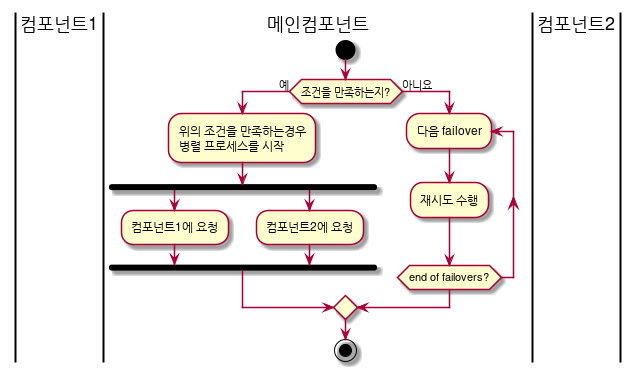 컴포넌트1
메인컴포넌트
컴포넌트2
조건을 만족하는지?
예
아니요
위의 조건을 만족하는경우
병렬 프로세스를 시작
컴포넌트1에 요청
컴포넌트2에 요청
다음 failover
재시도 수행
end of failovers?